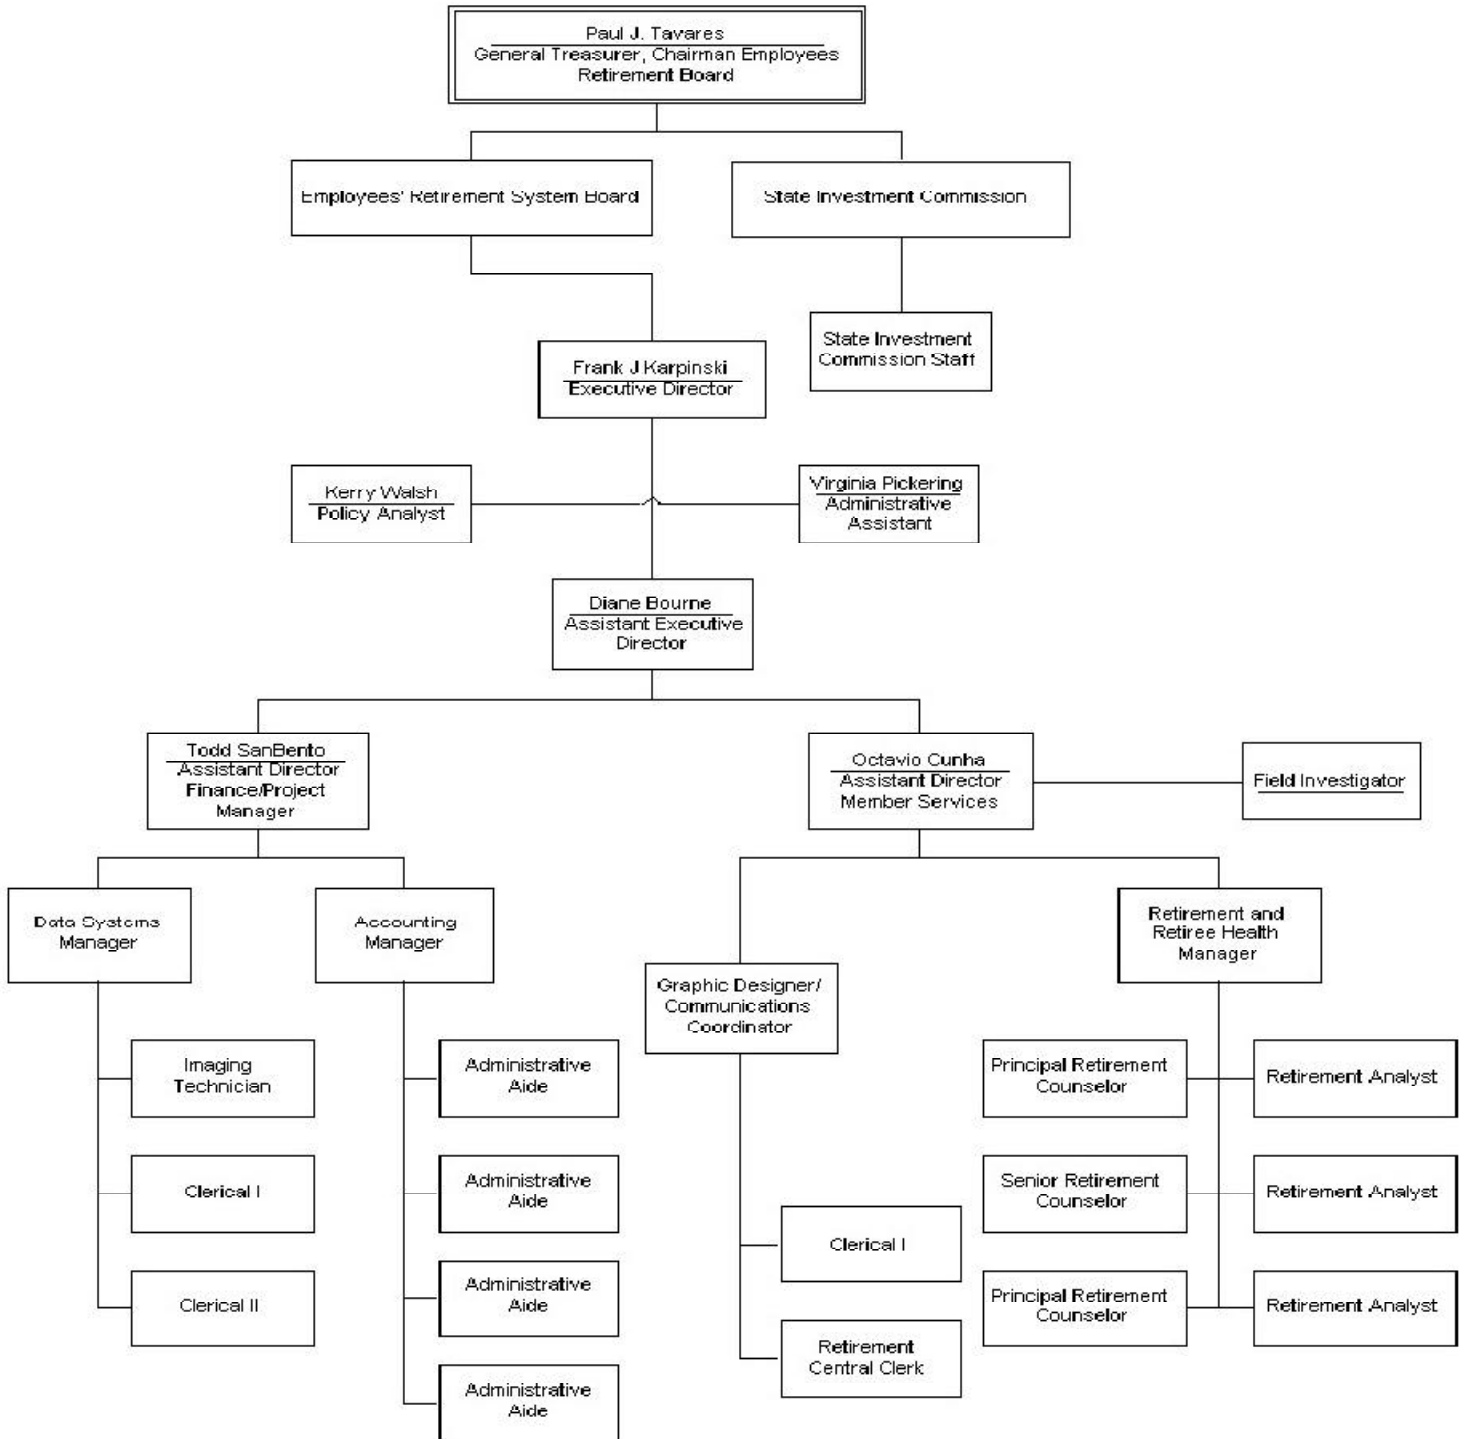 Paul J. Tavares
General Treasurer, Chairman Employees
Retirement Board
Employees' Retirement System Board
State Investment Commission
State Investment
Commission Staff
Frank J Karpinski
Executive Director
Kerry Walsh
Policy Analyst
Virginia Pickering
Administrative
Assistant
Diane Bourne
Assistant Executive
Director
Todd SanBento
Assistant Director
Finance/Project
Manager
Octavio Cunha
Assistant Director
Member Services
Field Investigator
Data Systems
Manager
Accounting
Manager
Graphic Designer/
Communications
Coordinator
Retirement and
Retiree Health
Manager
Imaging
Technician
Clerical I
Clerical II
Administrative
Aide
Administrative
Aide
Administrative
Aide
Administrative
Aide
Clerical I
Retirement
Central Clerk
Principal Retirement
Counselor
Retirement Analyst
Senior Retirement
Counselor
Retirement Analyst
Principal Retirement
Counselor
Retirement Analyst